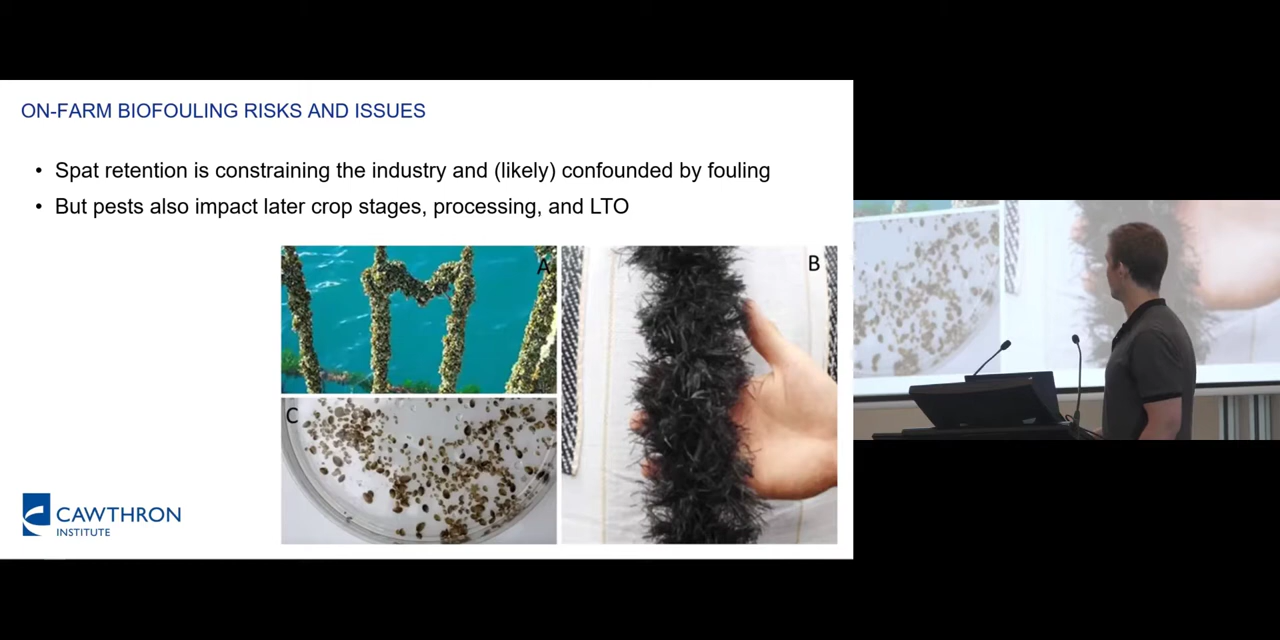 ON-FARM BIOFOULING RISKS AND ISSUES
• Spat retention is constraining the industry and (likely) confounded by fouling
• But pests also impact later crop stages, processing, and LTO
A
B
C
CAWTHRON
INSTITUTE